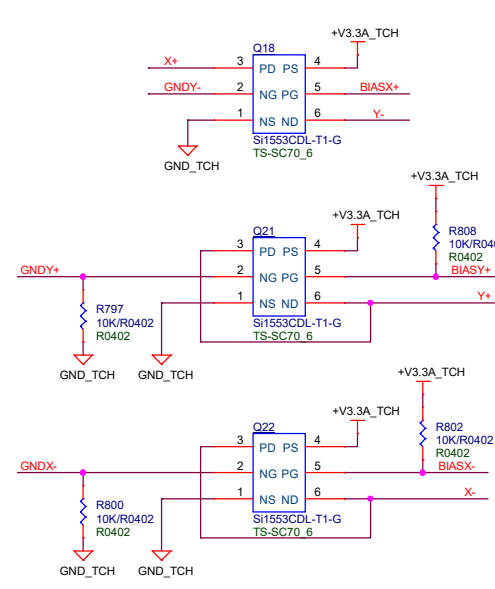 +V3.3A_TCH
Q18
X+ 3 PD PS 4
GNDY- 2 NG PG 5 BIASX+
1 NS ND 6 Y-
Si1553CDL-T1-G
TS-SC70_6
GND_TCH
+V3.3A_TCH
+V3.3A_TCH
Q21
R808
10K/R040
R0402
3 PD PS 4
GNDY+ 2 NG PG 5 BIASY+
1 NS ND 6 Y+
R797
10K/R0402
R0402
Si1553CDL-T1-G
TS-SC70_6
GND_TCH GND_TCH
+V3.3A_TCH
+V3.3A_TCH
Q22
R802
10K/R0402
R0402
3 PD PS 4
GNDX- 2 NG PG 5 BIASX-
1 NS ND 6 X-
R800
10K/R0402
R0402
Si1553CDL-T1-G
TS-SC70_6
GND_TCH GND_TCH